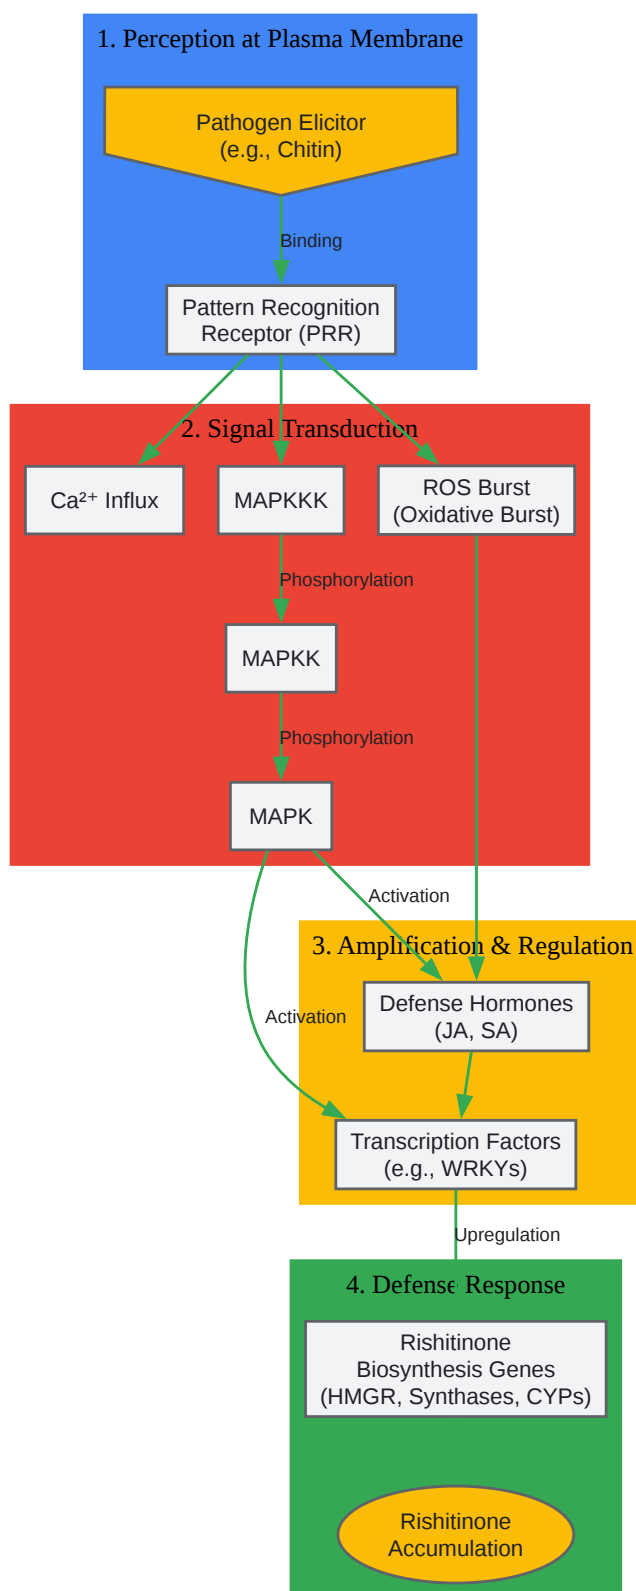 1. Perception at Plasma Membrane
Pathogen Elicitor
(e.g., Chitin)
Binding
Pattern Recognition
Receptor (PRR)
2. Signal Transduction
Ca²⁺ Influx
MAPKKK
ROS Burst
(Oxidative Burst)
Phosphorylation
MAPKK
Phosphorylation
MAPK
Activation
3. Amplification & Regulation
Defense Hormones
(JA, SA)
Activation
Transcription Factors
(e.g., WRKYs)
Upregulation
4. Defense Response
Rishitinone
Biosynthesis Genes
(HMGR, Synthases, CYPs)
Rishitinone
Accumulation